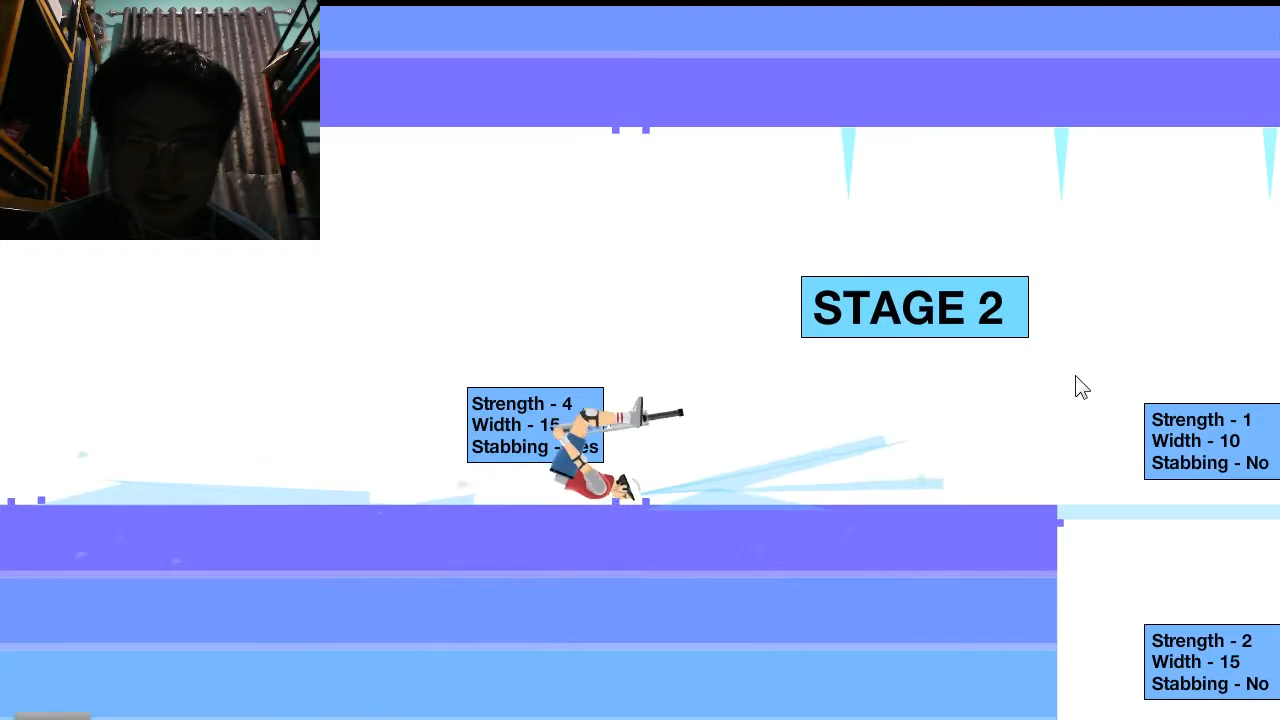 STAGE 2
Strength - 4
Width - 15
Stabbing - es
Strength - 1
Width - 10
Stabbing - No
Strength - 2
Width - 15
Stabbing - No